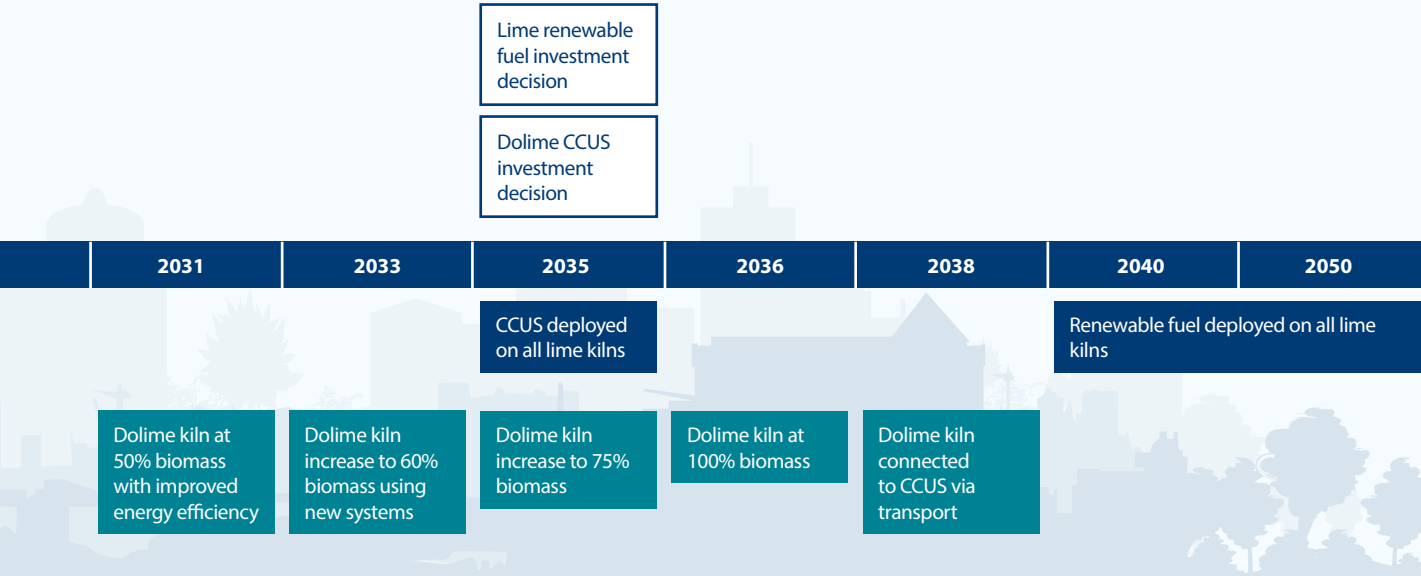 Lime renewable
fuel investment
decision
Dolime CCUS
investment
decision
2031
2033
2035
2036
2038
2040
2050
CCUS deployed
on all lime kilns
Renewable fuel deployed on all lime
kilns
Dolime kiln at
50% biomass
with improved
energy efficiency
Dolime kiln
increase to 60%
biomass using
new systems
Dolime kiln
increase to 75%
biomass
Dolime kiln at
100% biomass
Dolime kiln
connected
to CCUS via
transport